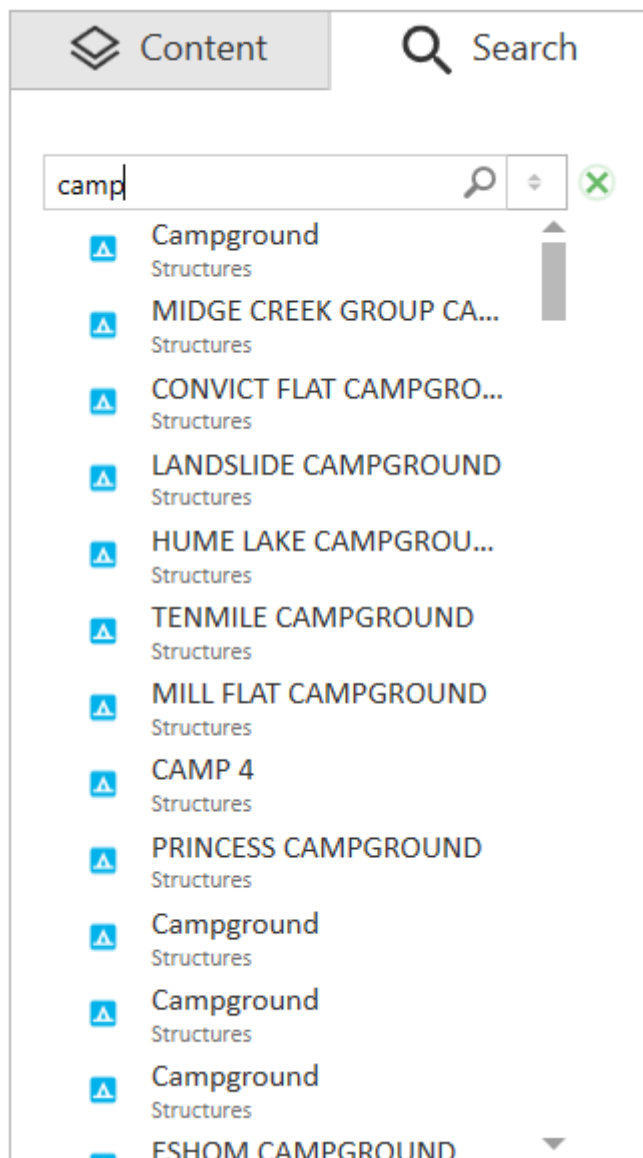 Content
Search
camp
Campground
Structures
MIDGE CREEK GROUP CA...
Structures
CONVICT FLAT CAMPGRO...
Structures
LANDSLIDE CAMPGROUND
Structures
HUME LAKE CAMPGROU...
Structures
TENMILE CAMPGROUND
Structures
MILL FLAT CAMPGROUND
Structures
CAMP 4
Structures
PRINCESS CAMPGROUND
Structures
Campground
Structures
Campground
Structures
Campground
Structures
ESHOM CAMPGROUND